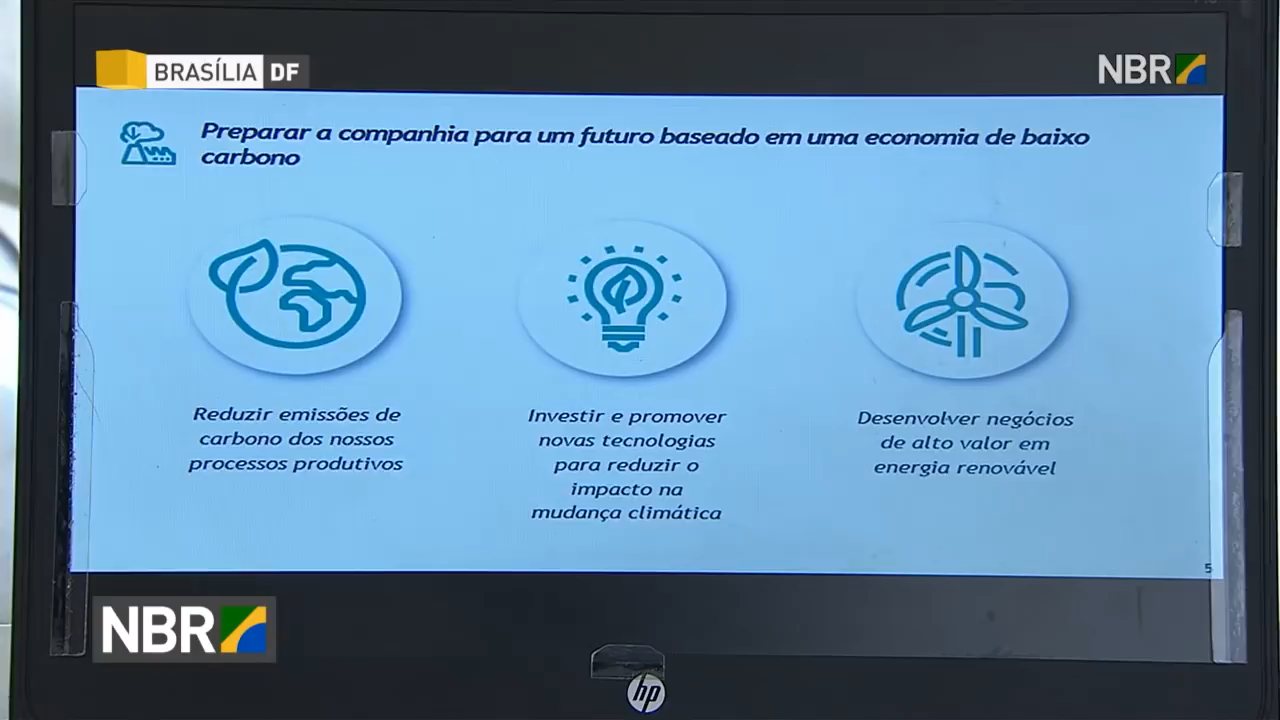 BRASÍLIA DF
NBR
Preparar a companhia para um futuro baseado em uma economia de baixo
carbono
Reduzir emissões de
carbono dos nossos
processos produtivos
Investir e promover
novas tecnologias
para reduzir o
impacto na
mudança climática
Desenvolver negócios
de alto valor em
energia renovável
5
NBR
hp